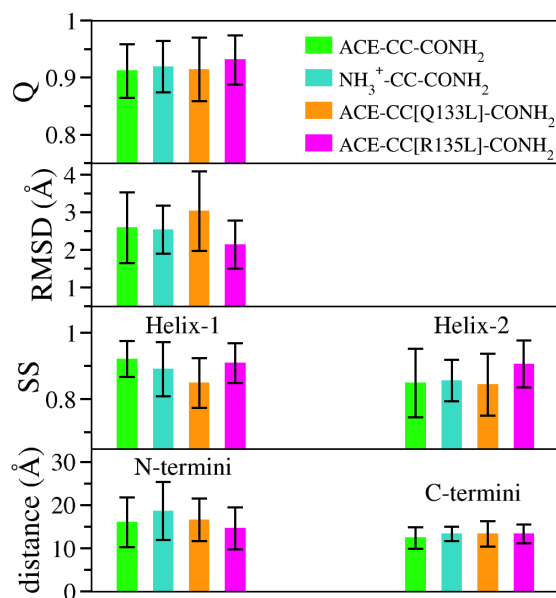 1
0.9
0.8
Q
ACE-CC-CONH₂
NH₃⁺-CC-CONH₂
ACE-CC[Q133L]-CONH₂
ACE-CC[R135L]-CONH₂
4
3
2
1
RMSD (Å)
Helix-1 Helix-2
1
0.8
SS
N-termini
C-termini
30
20
10
0
distance (Å)